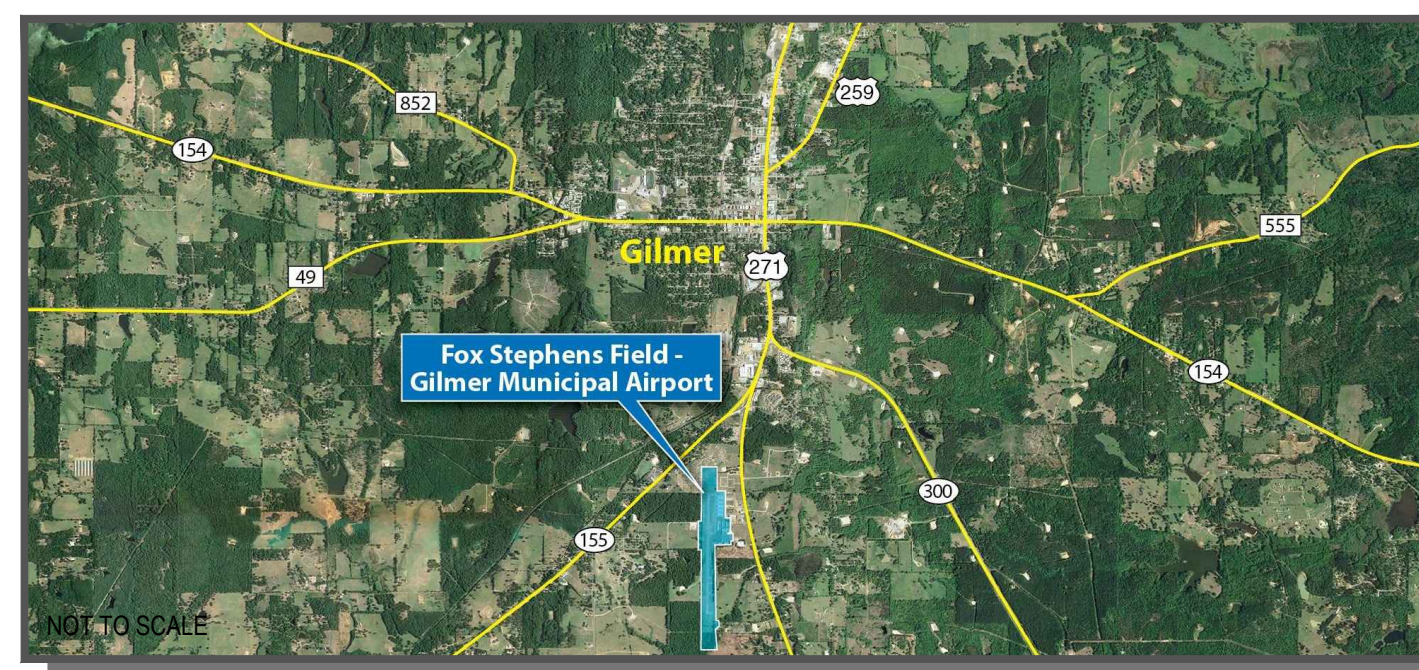 259
852
154
555
Gilmer
271
49
Fox Stephens Field -
Gilmer Municipal Airport
154
300
155
NOT TO SCALE